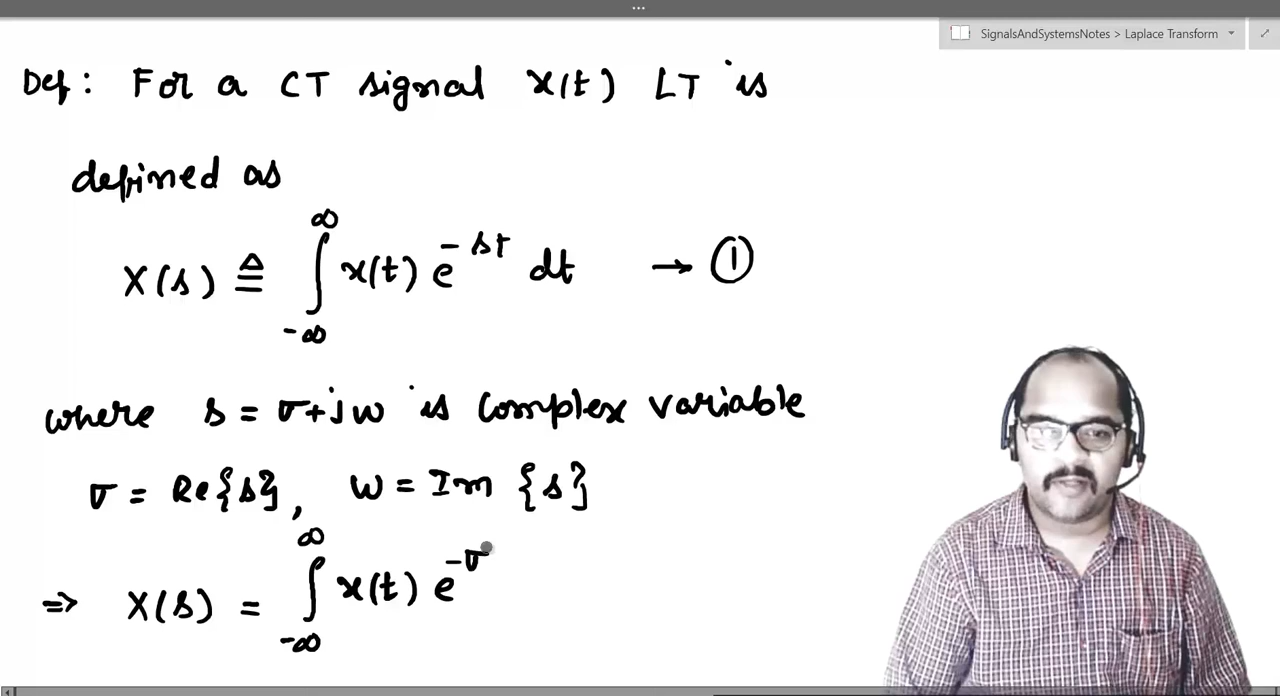 SignalsAndSystemsNotes > Laplace Transform
Def : For a CT signal x(t) LT is
defined as
X(s) ≜ ∫_{-∞}^{∞} x(t) e^{-st} dt → ①
where s = σ+jω is complex variable
σ = Re{s}, ω = Im {s}
⇒ X(s) = ∫_{-∞}^{∞} x(t) e^{-σ